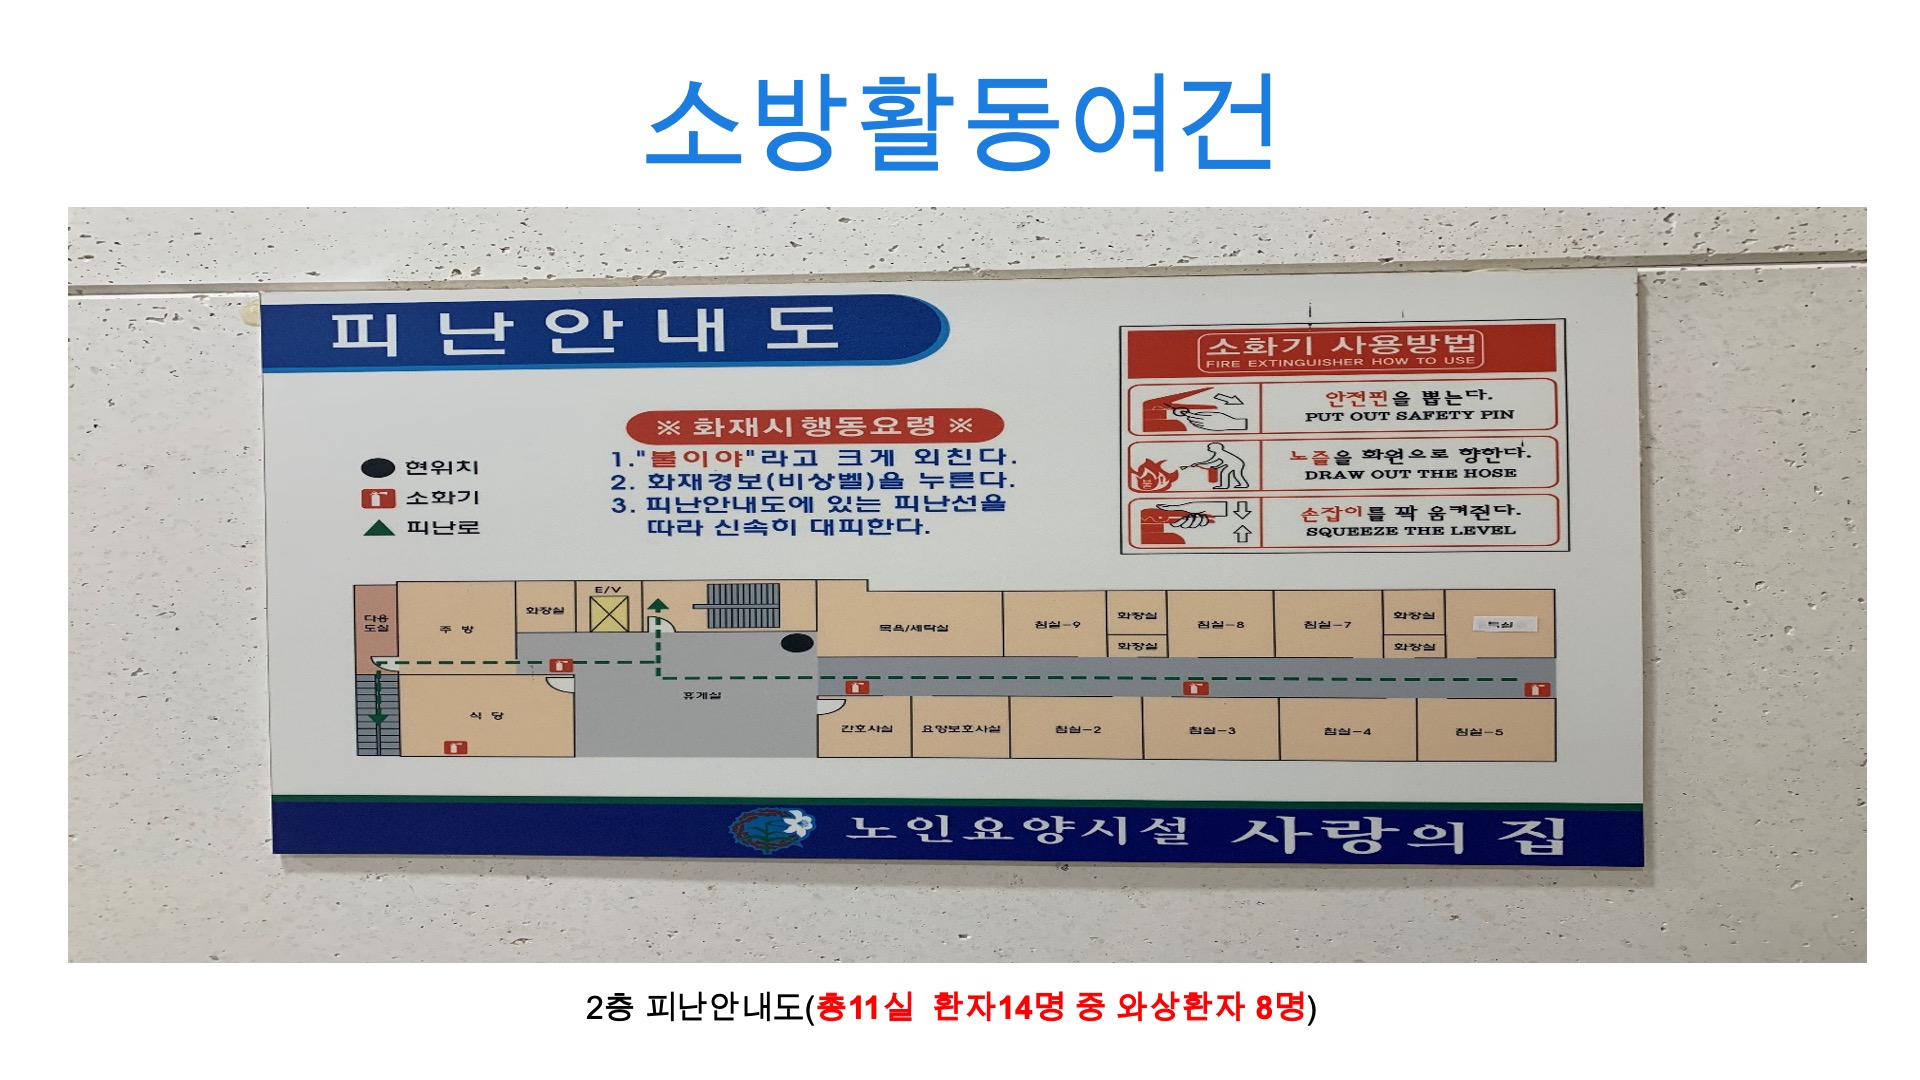 소방활동여건
피난안내도
소화기 사용방법
FIRE EXTINGUISHER HOW TO USE
안전핀을 뽑는다.
PUT OUT SAFETY PIN
노즐을 화원으로 향한다.
DRAW OUT THE HOSE
불
손잡이를 꽉 움켜쥔다.
SQUEEZE THE LEVEL
※ 화재시행동요령 ※
1."불이야"라고 크게 외친다.
2. 화재경보(비상벨)을 누른다.
3. 피난안내도에 있는 피난선을
따라 신속히 대피한다.
현위치
소화기
피난로
다용
도실
주 방
화장실
E/V
목욕/세탁실
침실-9
화장실
화장실
침실-8
침실-7
화장실
화장실
특실
휴게실
식 당
간호사실
요양보호사실
침실-2
침실-3
침실-4
침실-5
노인요양시설 사랑의 집
2층 피난안내도(총11실 환자14명 중 와상환자 8명)